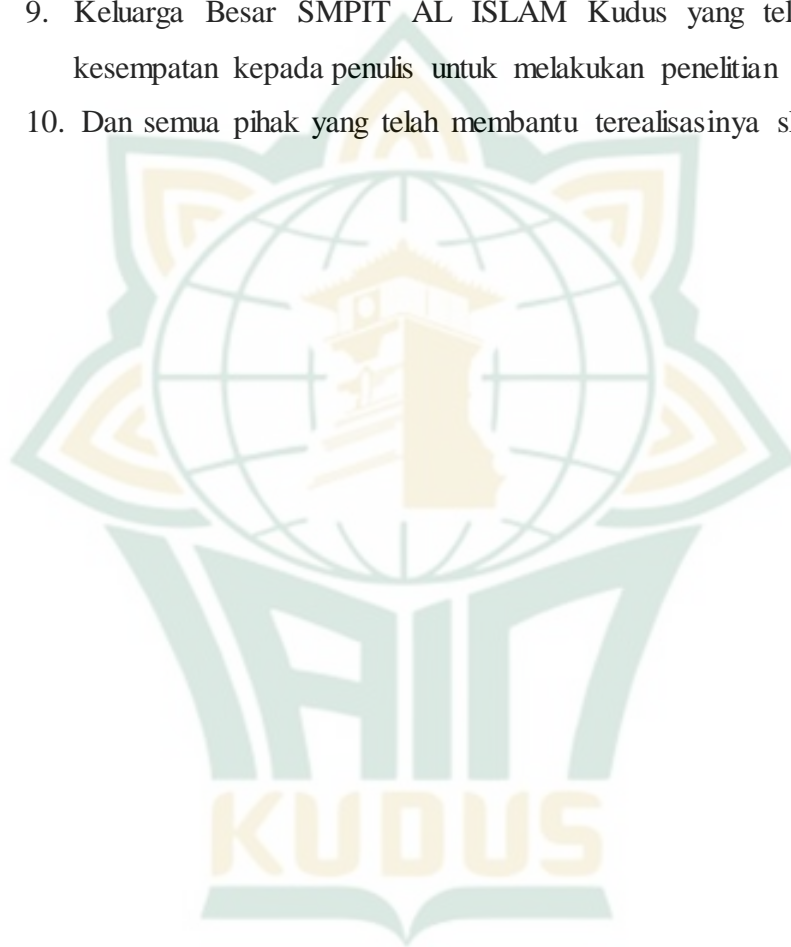 9. Keluarga Besar SMPIT AL ISLAM Kudus yang
kesempatan kepada penulis untuk melakukan penelitian
10. Dan semua pihak yang telah membantu terealisasinya
IAIN
KUDUS